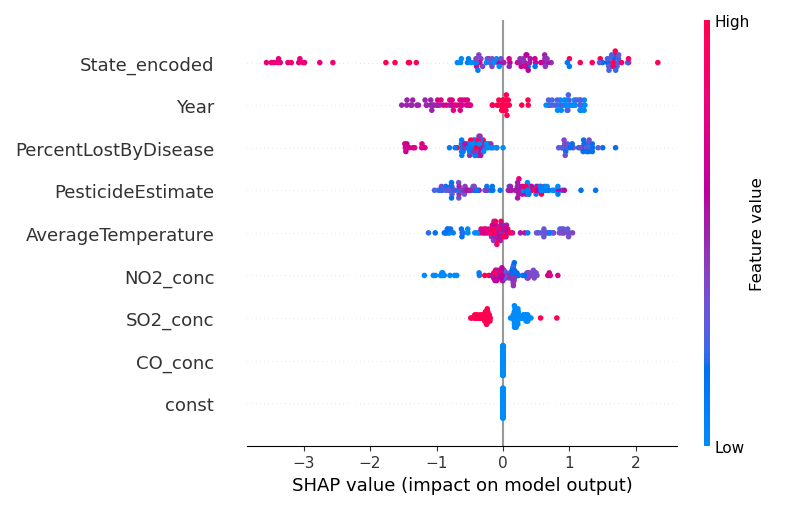 High
State_encoded
Year
PercentLostByDisease
PesticideEstimate
AverageTemperature
NO2_conc
SO2_conc
CO_conc
const
Feature value
Low
−3 −2 −1 0 1 2
SHAP value (impact on model output)